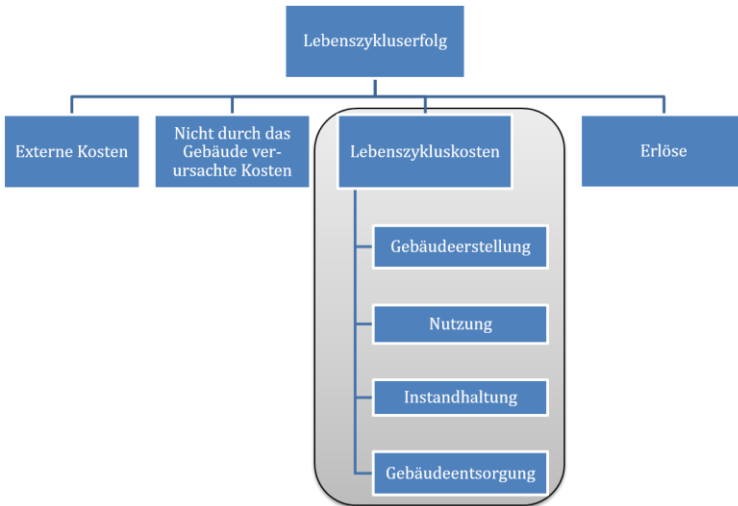 Lebenszykluserfolg
Externe Kosten
Nicht durch das
Gebäude ver-
ursachte Kosten
Lebenszykluskosten
Erlöse
Gebäudeerstellung
Nutzung
Instandhaltung
Gebäudeentsorgung